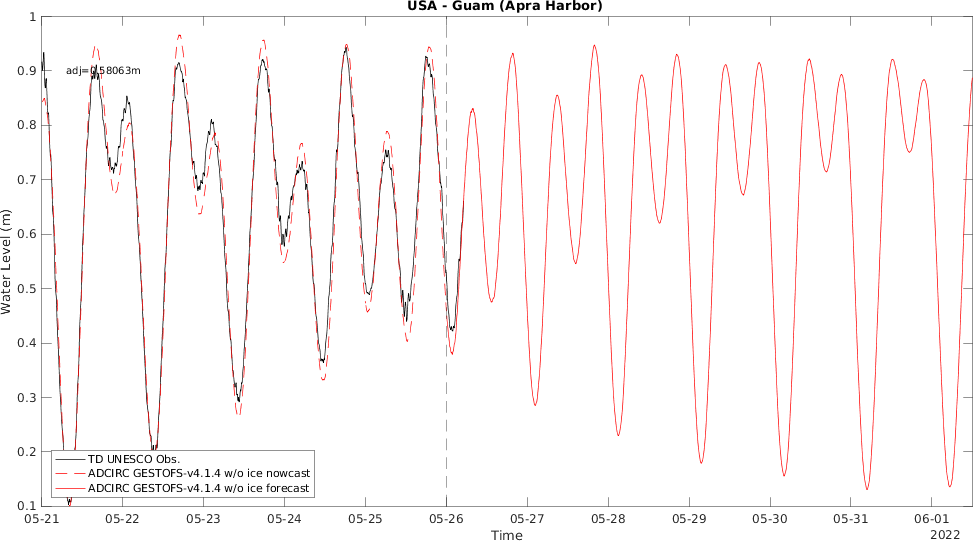 USA - Guam (Apra Harbor)
1
adj=0.58063m
0.9
0.8
0.7
0.6
0.5
0.4
0.3
0.2
0.1
Water Level (m)
TD UNESCO Obs.
ADCIRC GESTOFS-v4.1.4 w/o ice nowcast
ADCIRC GESTOFS-v4.1.4 w/o ice forecast
05-21 05-22 05-23 05-24 05-25 05-26 05-27 05-28 05-29 05-30 05-31 06-01
Time
2022